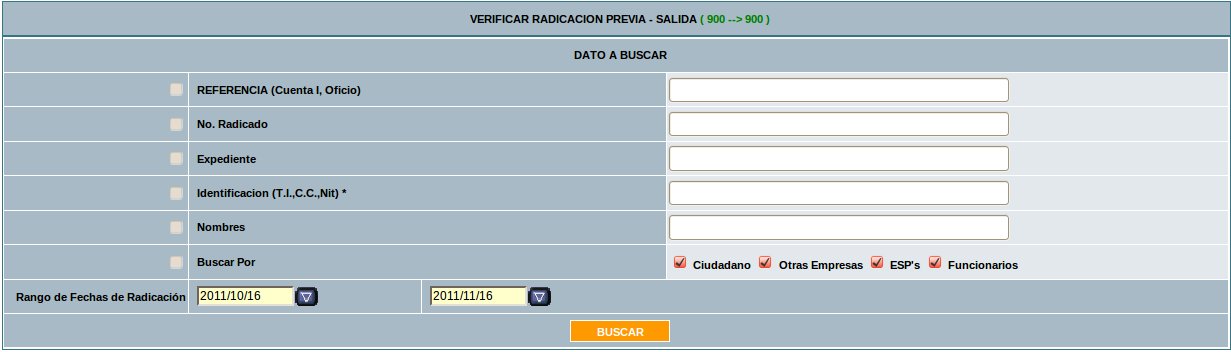 VERIFICAR RADICACION PREVIA - SALIDA ( 900 --> 900 )
DATO A BUSCAR
REFERENCIA (Cuenta I, Oficio)
No. Radicado
Expediente
Identificacion (T.I.,C.C.,Nit) *
Nombres
Buscar Por Ciudadano Otras Empresas ESP's Funcionarios
Rango de Fechas de Radicación 2011/10/16 2011/11/16
BUSCAR